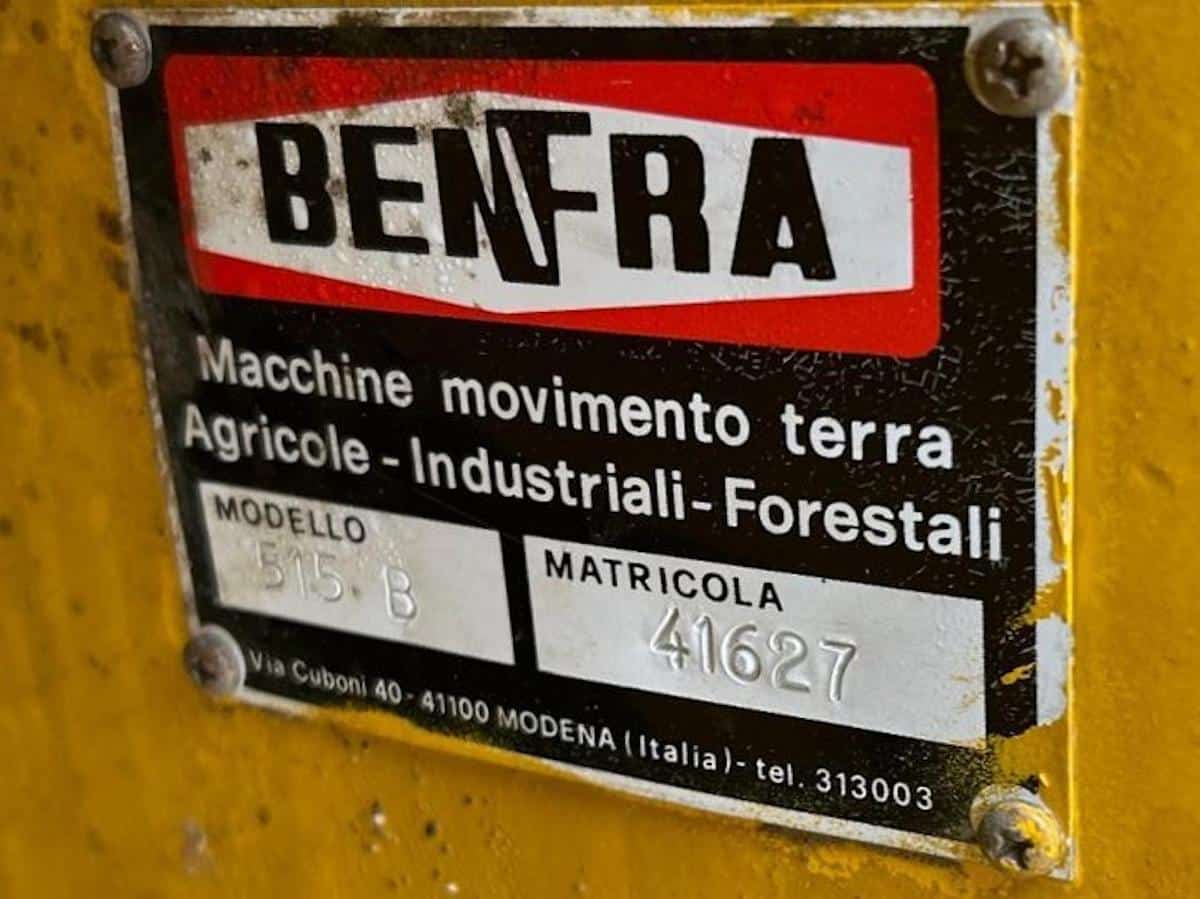 BENFRA
Macchine movimento terra
Agricole - Industriali - Forestali
MODELLO
515. B
MATRICOLA
41627
Via Cuboni 40 - 41100 MODENA (Italia) - tel. 313003